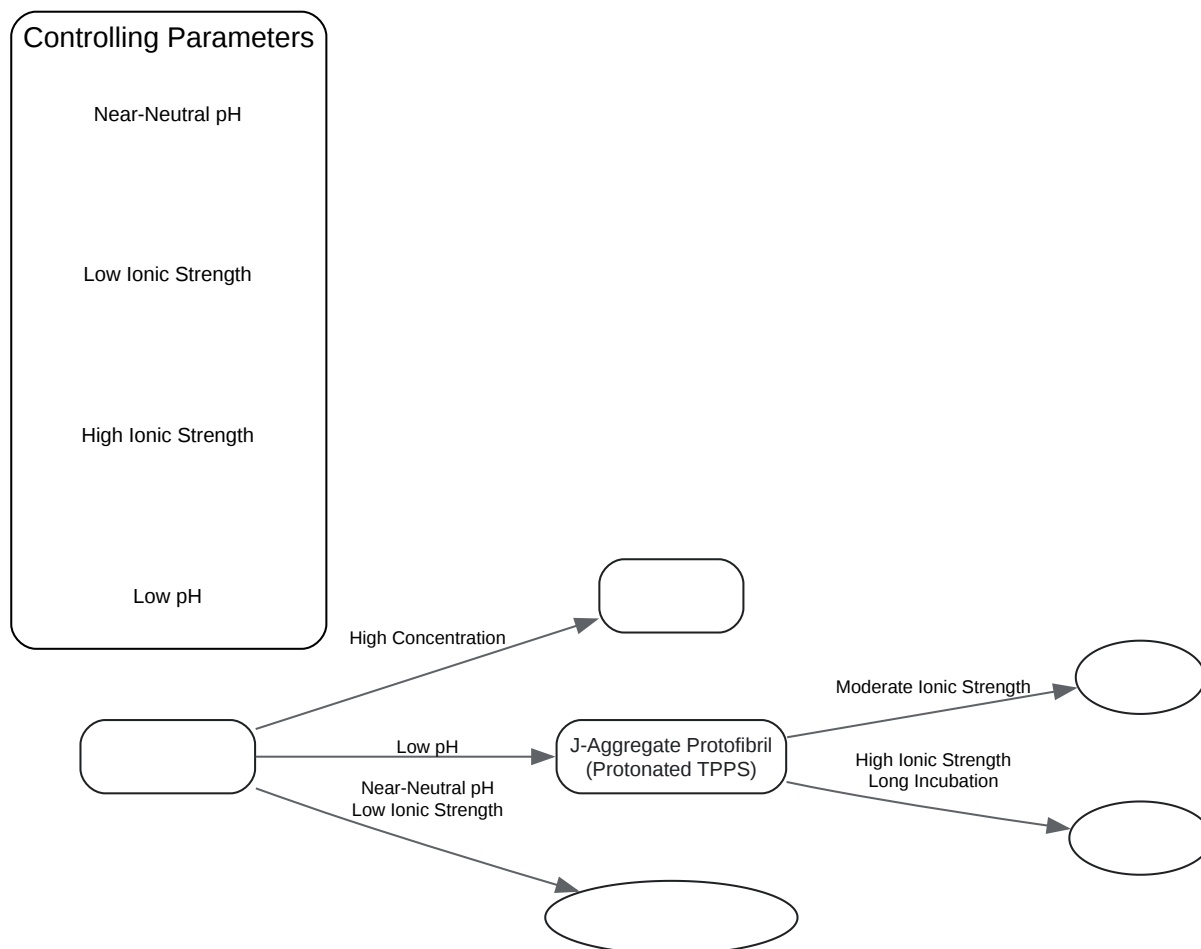 Controlling Parameters
Near-Neutral pH
Low Ionic Strength
High Ionic Strength
Low pH
High Concentration
Moderate Ionic Strength
Low pH
J-Aggregate Protofibril
(Protonated TPPS)
High Ionic Strength
Long Incubation
Near-Neutral pH
Low Ionic Strength